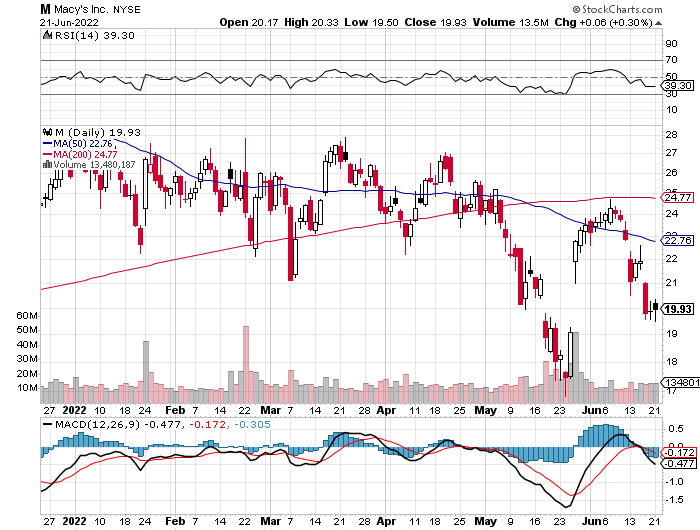 M Macy's Inc. NYSE © StockCharts.com
21-Jun-2022 Open 20.17 High 20.33 Low 19.50 Close 19.93 Volume 13.5M Chg +0.06 (+0.30%)
RSI(14) 39.30
90
70
50
39.30
30
10
M (Daily) 19.93
MA(50) 22.76
MA(200) 24.77
Volume 13,480,187
28
27
26
25
24.77
24
23
22.76
22
21
19.93
19
18
17
60M
50M
40M
30M
20M
10M
134801
27 2022 10 18 24 Feb 7 14 22 Mar 7 14 21 Apr 11 18 25 May 9 16 23 Jun 6 13 21
MACD(12,26,9) -0.477, -0.172, -0.305
0.5
0.0
-0.172
-0.477
-1.0
-1.5
27 2022 10 18 24 Feb 7 14 22 Mar 7 14 21 Apr 11 18 25 May 9 16 23 Jun 6 13 21